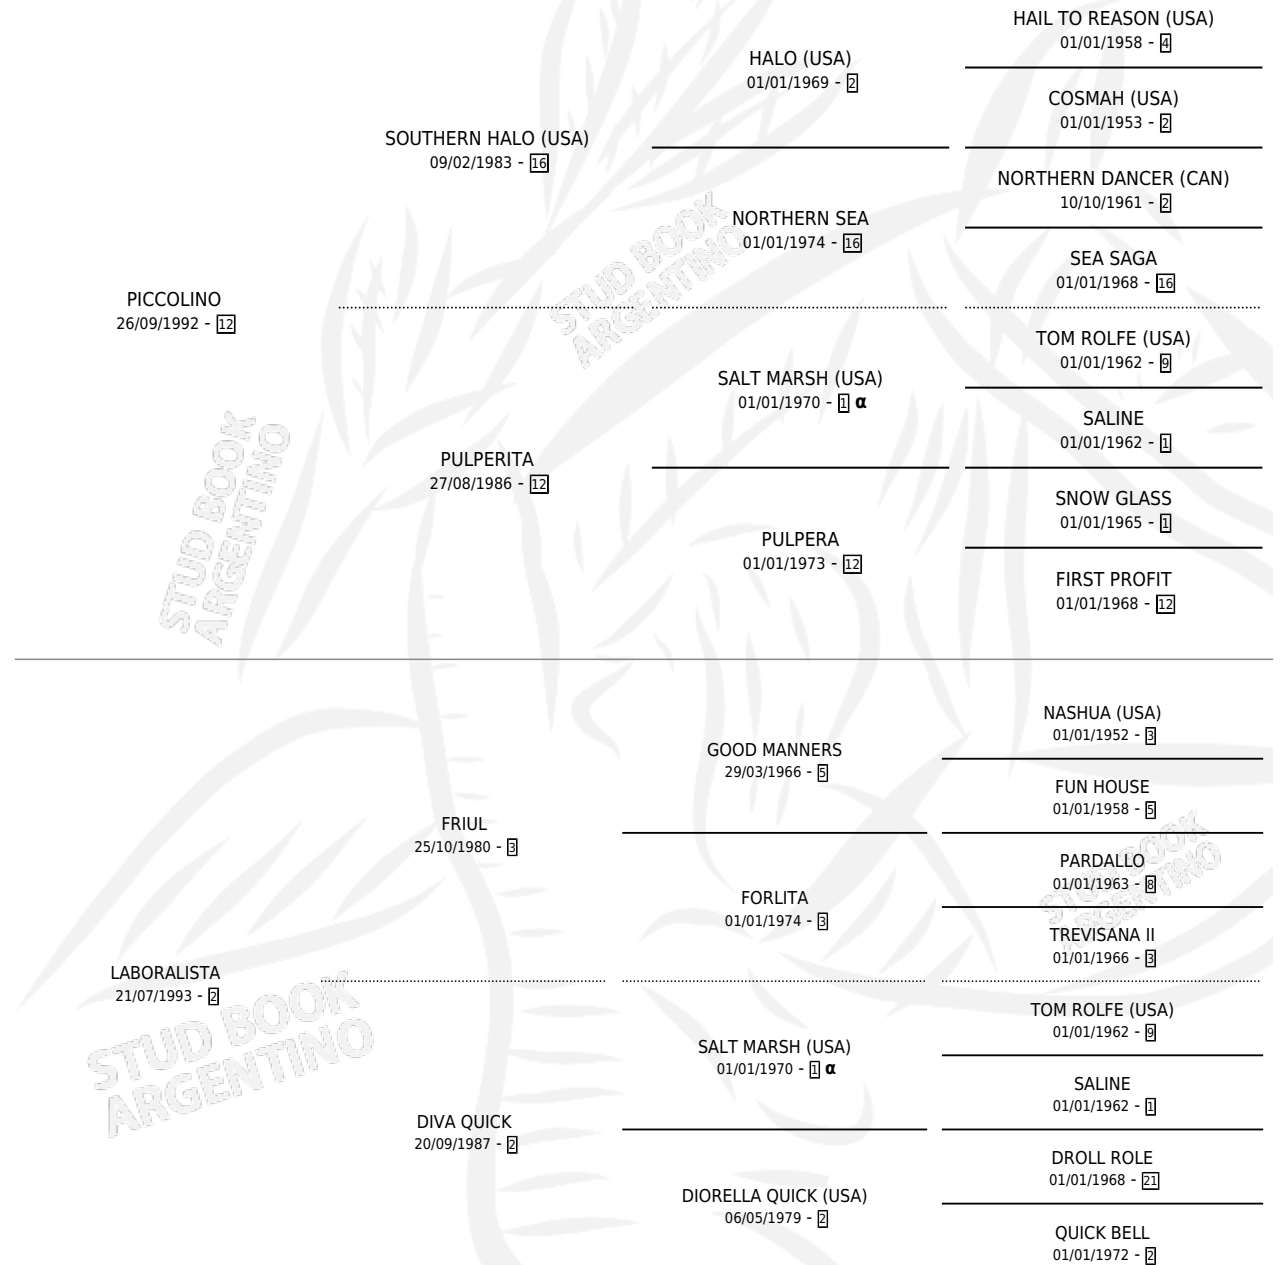 HAIL TO REASON (USA)
01/01/1958 - 4
HALO (USA)
01/01/1969 - 2
COSMAH (USA)
01/01/1953 - 2
SOUTHERN HALO (USA)
09/02/1983 - 16
NORTHERN DANCER (CAN)
10/10/1961 - 2
NORTHERN SEA
01/01/1974 - 16
SEA SAGA
01/01/1968 - 16
STUD BOOK
ARGENTINO
PICCOLINO
26/09/1992 - 12
TOM ROLFE (USA)
01/01/1962 - 9
SALT MARSH (USA)
01/01/1970 - 1 α
SALINE
01/01/1962 - 1
PULPERITA
27/08/1986 - 12
SNOW GLASS
01/01/1965 - 1
PULPERA
01/01/1973 - 12
FIRST PROFIT
01/01/1968 - 12
STUD BOOK
ARGENTINO
NASHUA (USA)
01/01/1952 - 3
GOOD MANNERS
29/03/1966 - 5
FUN HOUSE
01/01/1958 - 5
FRIUL
25/10/1980 - 3
PARDALLO
01/01/1963 - 8
FORLITA
01/01/1974 - 3
TREVISANA II
01/01/1966 - 3
STUD BOOK
ARGENTINO
LABORALISTA
21/07/1993 - 2
TOM ROLFE (USA)
01/01/1962 - 9
SALT MARSH (USA)
01/01/1970 - 1 α
SALINE
01/01/1962 - 1
STUD BOOK
ARGENTINO
DIVA QUICK
20/09/1987 - 2
DROLL ROLE
01/01/1968 - 21
DIORELLA QUICK (USA)
06/05/1979 - 2
QUICK BELL
01/01/1972 - 2